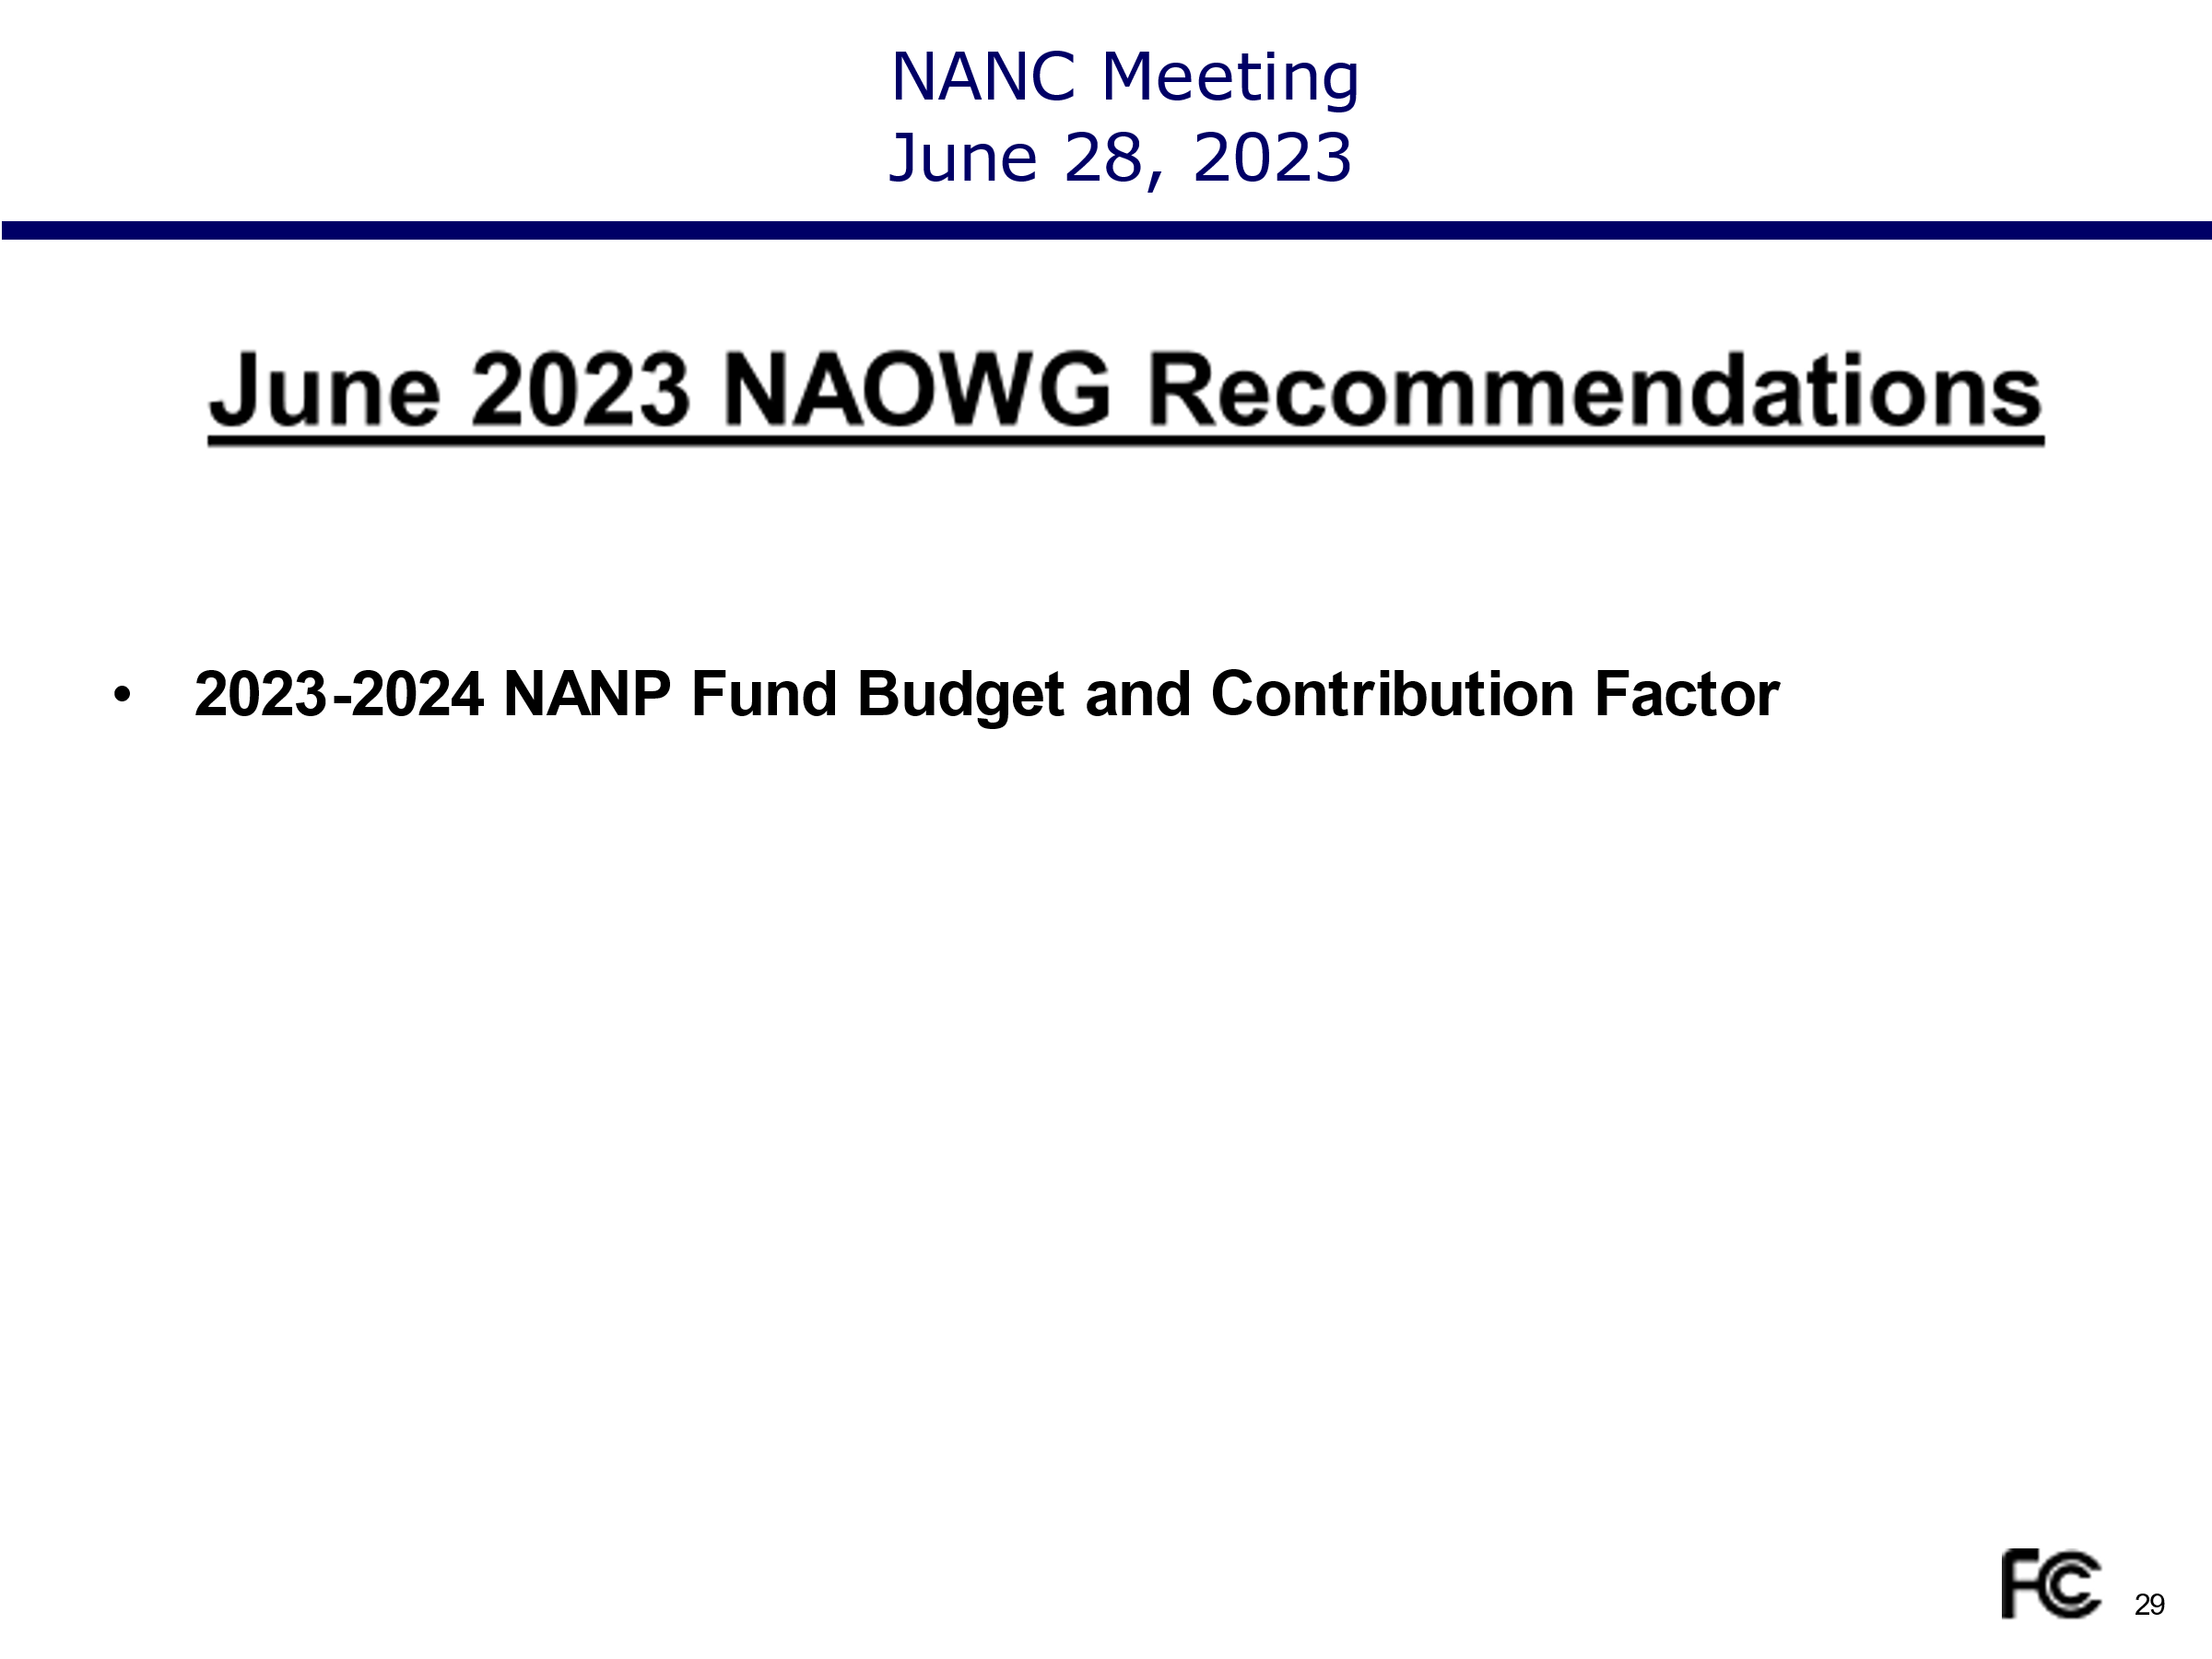 NANC Meeting
June 28, 2023
June 2023 NAOWG Recommendations
• 2023-2024 NANP Fund Budget and Contribution Factor
FCC
29